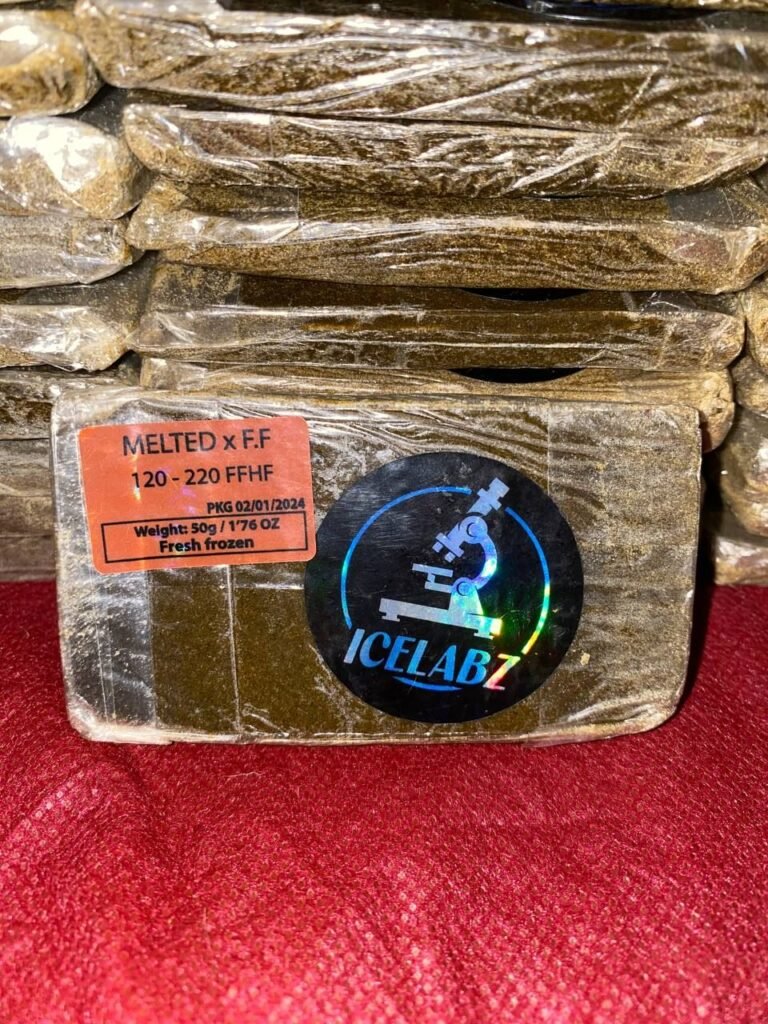 MELTED x F.F
120 - 220 FFHF
PKG 02/01/2024
Weight: 50g / 1'76 OZ
Fresh frozen
ICELABZ